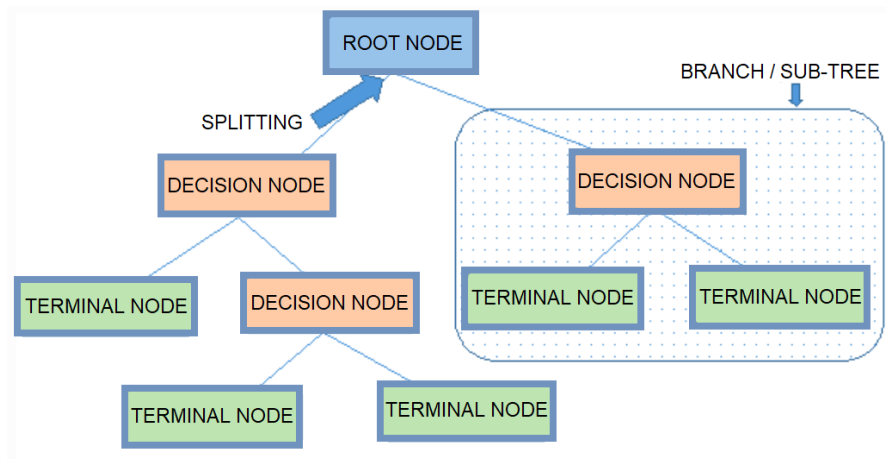 ROOT NODE
BRANCH / SUB-TREE
SPLITTING
DECISION NODE
DECISION NODE
TERMINAL NODE
DECISION NODE
TERMINAL NODE
TERMINAL NODE
TERMINAL NODE
TERMINAL NODE